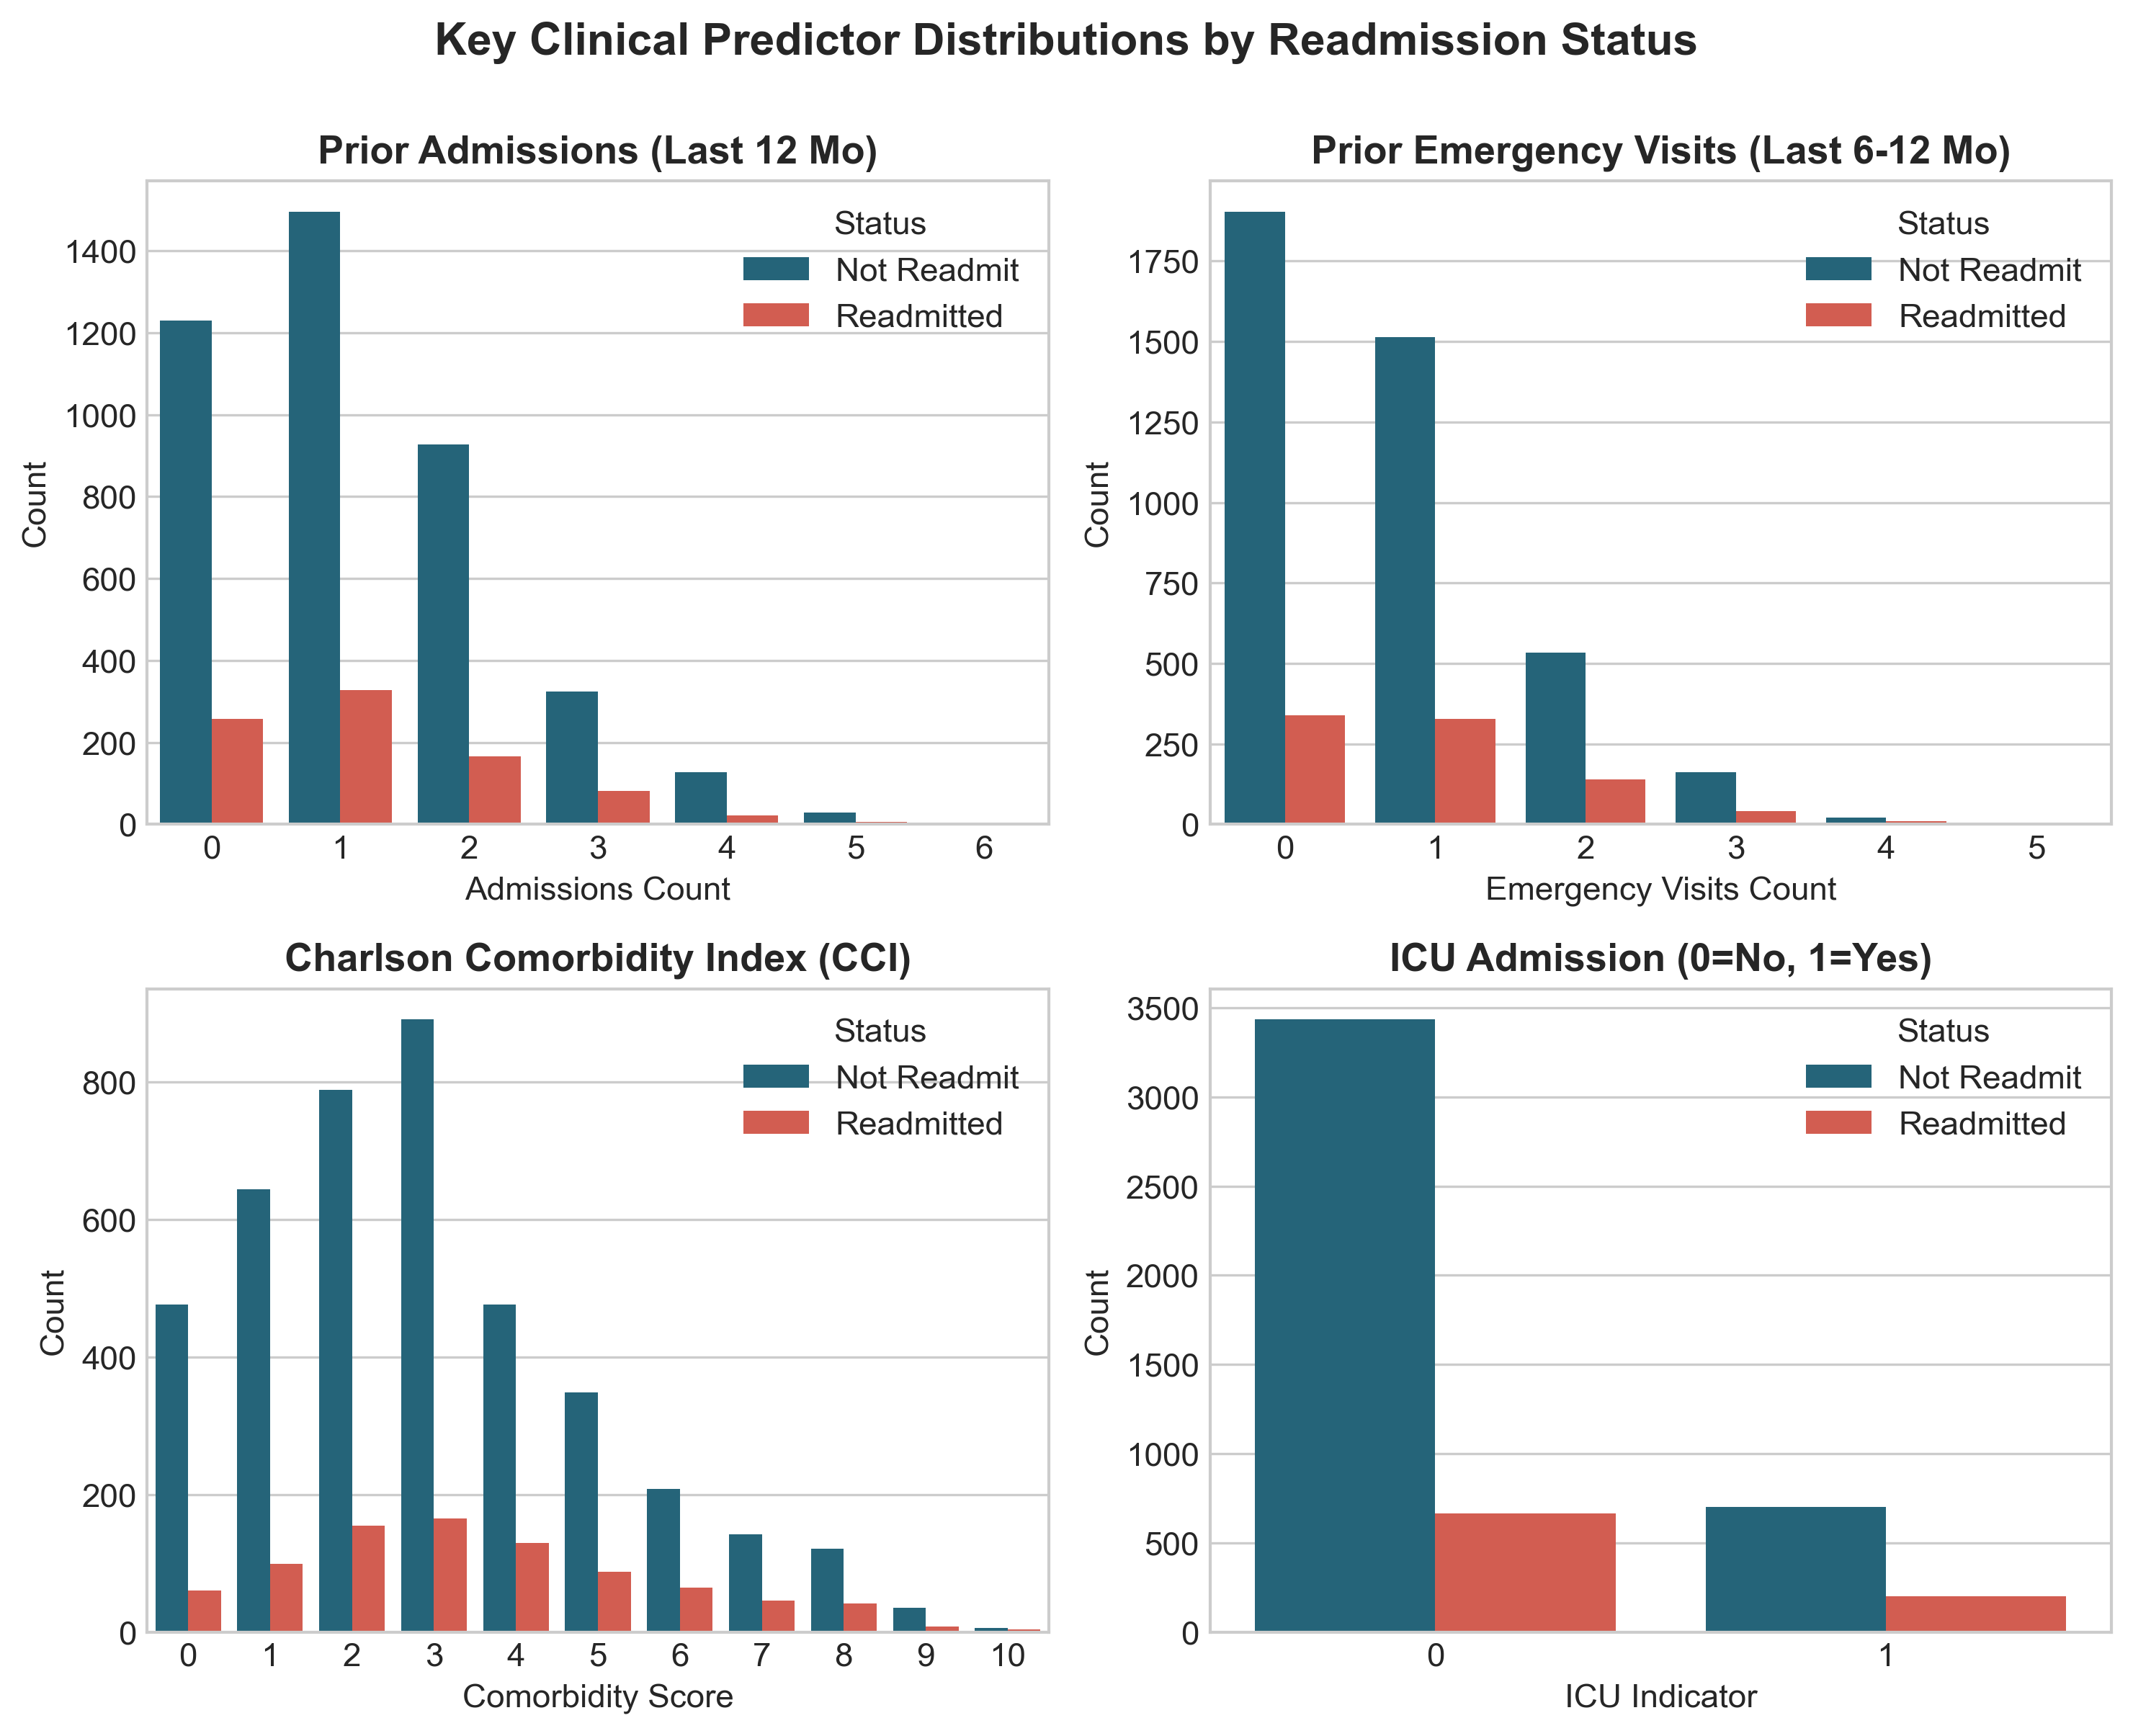 Key Clinical Predictor Distributions by Readmission Status
Prior Admissions (Last 12 Mo)
Status
Not Readmit
Readmitted
1400
1200
1000
800
600
400
200
0
Count
0 1 2 3 4 5 6
Admissions Count
Prior Emergency Visits (Last 6-12 Mo)
Status
Not Readmit
Readmitted
1750
1500
1250
1000
750
500
250
0
Count
0 1 2 3 4 5
Emergency Visits Count
Charlson Comorbidity Index (CCI)
Status
Not Readmit
Readmitted
800
600
400
200
0
Count
0 1 2 3 4 5 6 7 8 9 10
Comorbidity Score
ICU Admission (0=No, 1=Yes)
Status
Not Readmit
Readmitted
3500
3000
2500
2000
1500
1000
500
0
Count
0 1
ICU Indicator